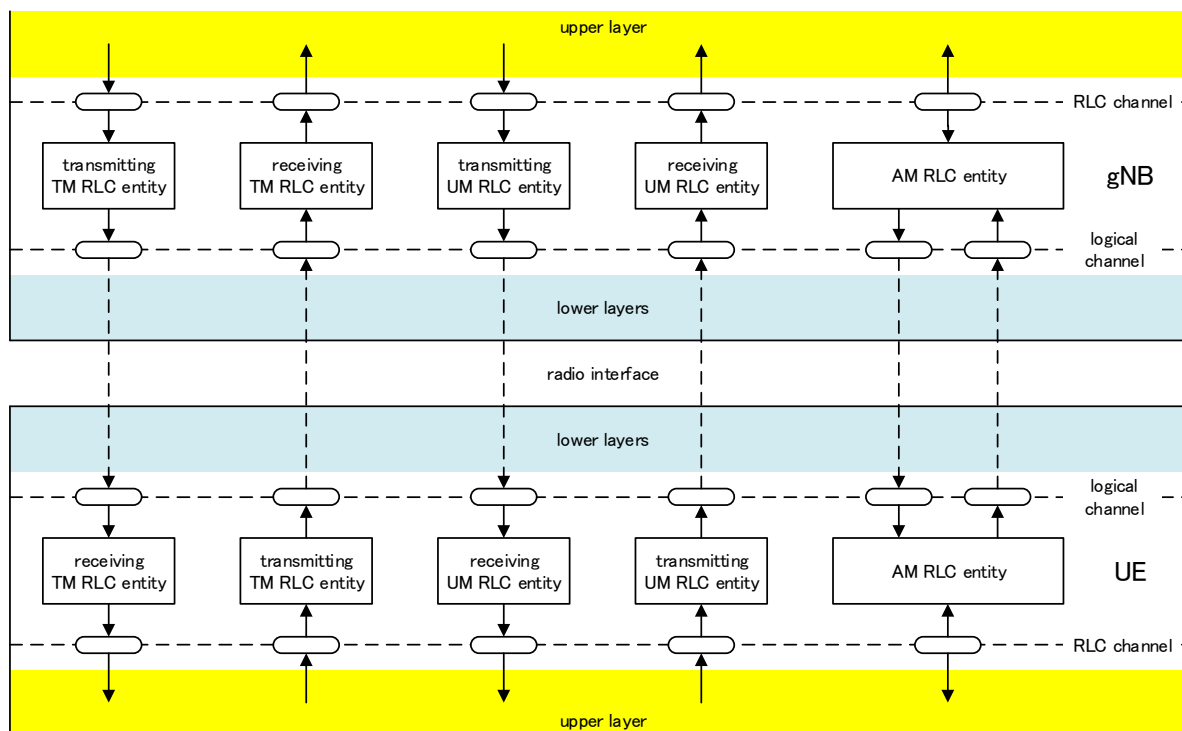 upper layer
RLC channel
transmitting
TM RLC entity
receiving
TM RLC entity
transmitting
UM RLC entity
receiving
UM RLC entity
AM RLC entity
gNB
logical
channel
lower layers
radio interface
lower layers
logical
channel
receiving
TM RLC entity
transmitting
TM RLC entity
receiving
UM RLC entity
transmitting
UM RLC entity
AM RLC entity
UE
RLC channel
upper layer